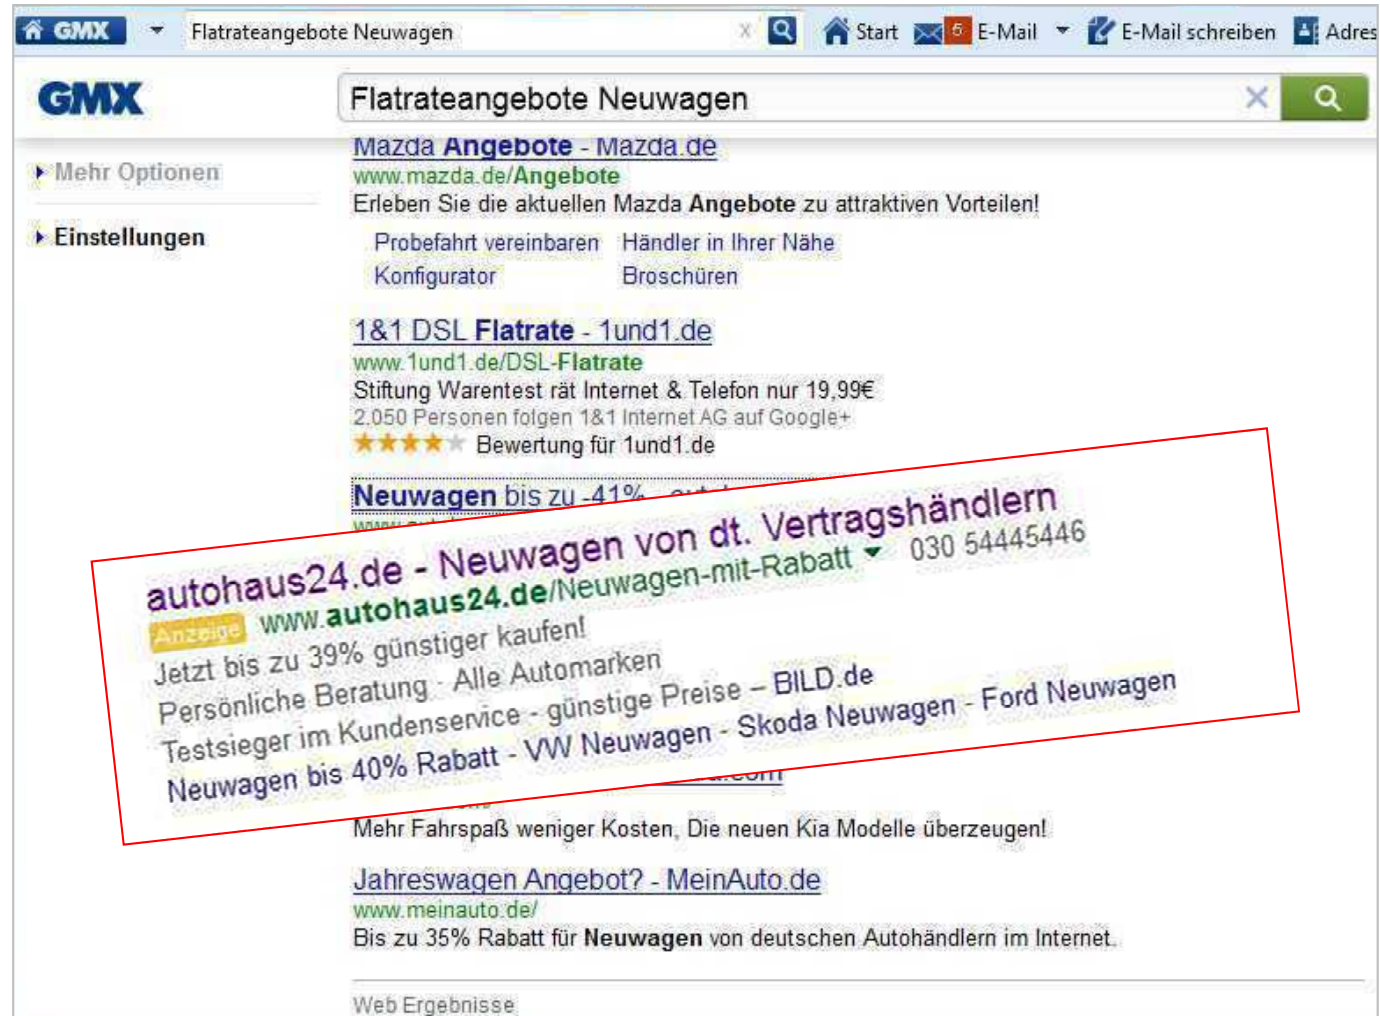 GMX Flatrateangebote Neuwagen x Start 6 E-Mail E-Mail schreiben Adres
GMX Flatrateangebote Neuwagen
Mehr Optionen
Einstellungen
Mazda Angebote - Mazda.de
www.mazda.de/Angebote
Erleben Sie die aktuellen Mazda Angebote zu attraktiven Vorteilen!
Probefahrt vereinbaren Händler in Ihrer Nähe
Konfigurator Broschüren
1&1 DSL Flatrate - 1und1.de
www.1und1.de/DSL-Flatrate
Stiftung Warentest rät Internet & Telefon nur 19,99€
2.050 Personen folgen 1&1 Internet AG auf Google+
Bewertung für 1und1.de
Neuwagen bis zu -41% -
autohaus24.de - Neuwagen von dt. Vertragshändlern
Anzeige www.autohaus24.de/Neuwagen-mit-Rabatt 030 54445446
Jetzt bis zu 39% günstiger kaufen!
Persönliche Beratung · Alle Automarken
Testsieger im Kundenservice - günstige Preise – BILD.de
Neuwagen bis 40% Rabatt - VW Neuwagen - Skoda Neuwagen - Ford Neuwagen
Mehr Fahrspaß weniger Kosten, Die neuen Kia Modelle überzeugen!
Jahreswagen Angebot? - MeinAuto.de
www.meinauto.de/
Bis zu 35% Rabatt für Neuwagen von deutschen Autohändlern im Internet.
Web Ergebnisse